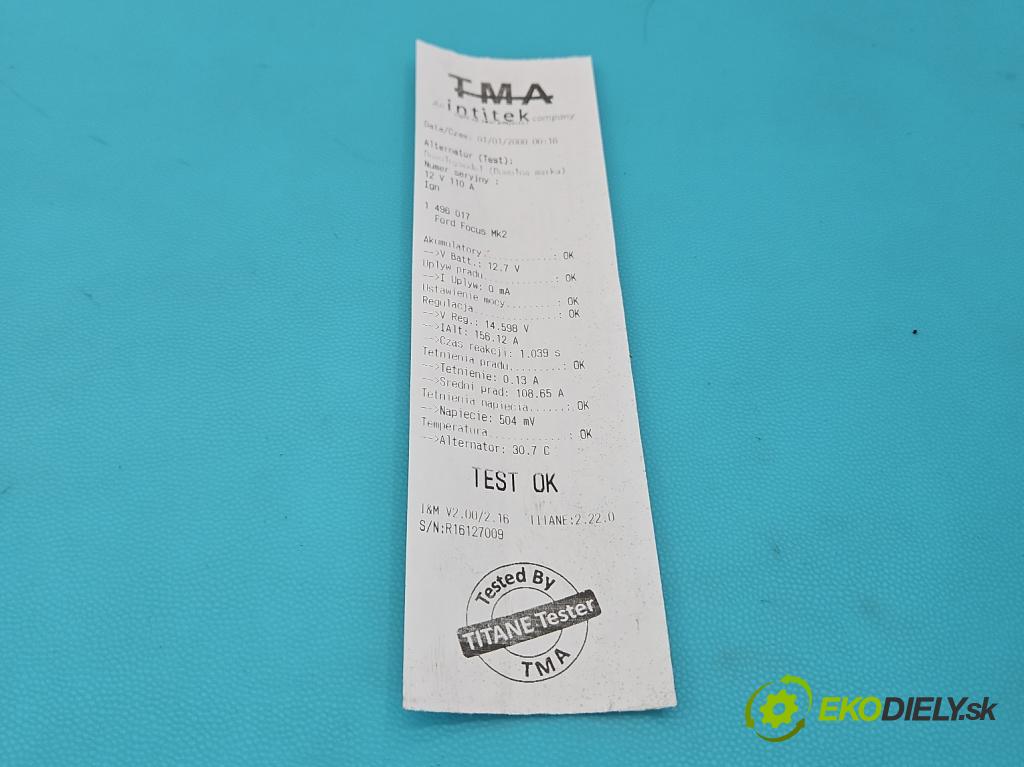 TMA
An intitek company
Data/Czas: 01/01/2000 00:16
Alternator (Test):
(Dowolna marka)
Numer seryjny :
12 V 110 A
Ign
1 496 017
Ford Focus Mk2
Akumulatory...........: OK
-->V Batt.: 12.7 V
Uplyw pradu...........: OK
-->I Uplyw: 0 mA
Ustawienie mocy........: OK
Regulacja.............: OK
-->V Reg.: 14.598 V
-->IAlt: 156.12 A
-->Czas reakcji: 1.039 s
Tetnienia pradu........: OK
-->Tetnienie: 0.13 A
-->Sredni prad: 108.65 A
Tetnienia napiecia.....: OK
-->Napiecie: 504 mV
Temperatura............: OK
-->Alternator: 30.7 C
TEST OK
I&M V2.00/2.16 TITANE:2.22.0
S/N:R16127009
Tested By
TITANE Tester
TMA
EKODIELY.sk